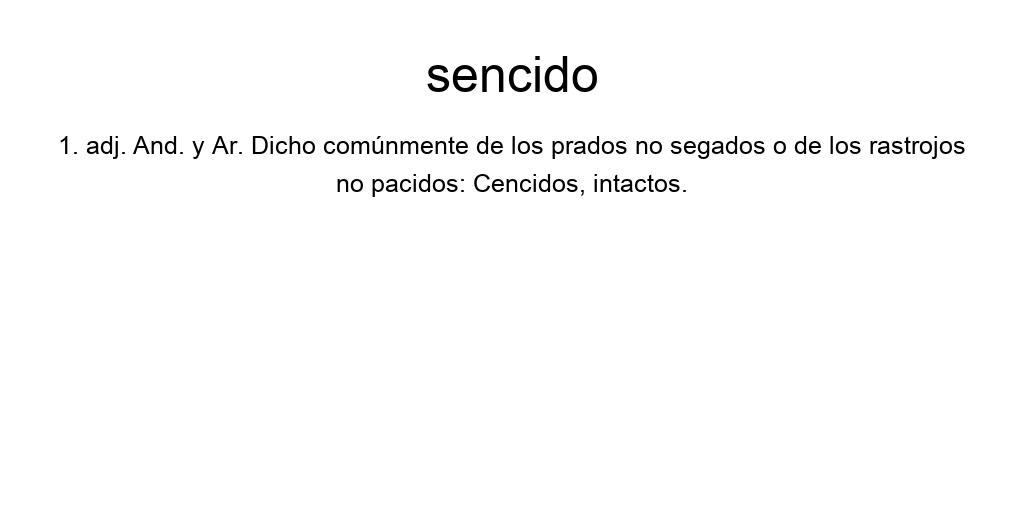 sencido
1. adj. And. y Ar. Dicho comúnmente de los prados no segados o de los rastrojos
no pacidos: Cencidos, intactos.